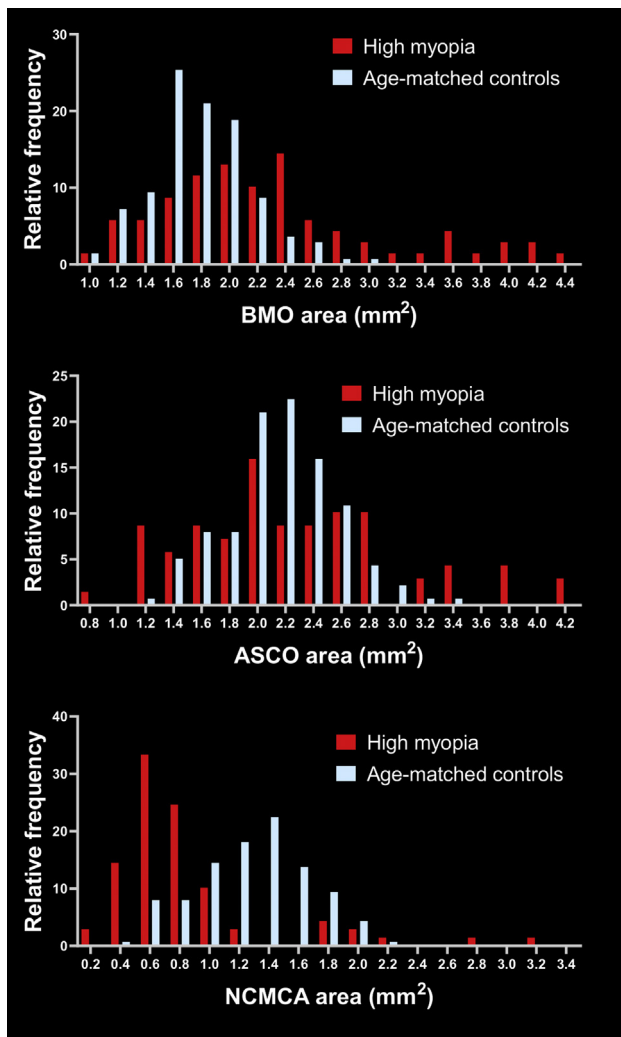 30
20
10
0
Relative frequency
High myopia
Age-matched controls
1.0 1.2 1.4 1.6 1.8 2.0 2.2 2.4 2.6 2.8 3.0 3.2 3.4 3.6 3.8 4.0 4.2 4.4
BMO area (mm²)
25
20
15
10
5
0
Relative frequency
High myopia
Age-matched controls
0.8 1.0 1.2 1.4 1.6 1.8 2.0 2.2 2.4 2.6 2.8 3.0 3.2 3.4 3.6 3.8 4.0 4.2
ASCO area (mm²)
40
30
20
10
0
Relative frequency
High myopia
Age-matched controls
0.2 0.4 0.6 0.8 1.0 1.2 1.4 1.6 1.8 2.0 2.2 2.4 2.6 2.8 3.0 3.2 3.4
NCMCA area (mm²)